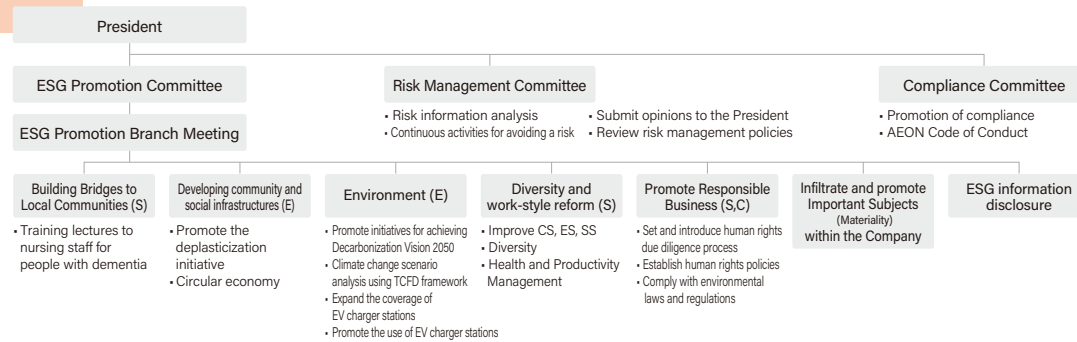 President
ESG Promotion Committee
Risk Management Committee
Compliance Committee
• Risk information analysis
• Continuous activities for avoiding a risk
• Submit opinions to the President
• Review risk management policies
• Promotion of compliance
• AEON Code of Conduct
ESG Promotion Branch Meeting
Building Bridges to
Local Communities (S)
• Training lectures to
nursing staff for
people with dementia
Developing community and
social infrastructures (E)
• Promote the
deplasticization
initiative
• Circular economy
Environment (E)
• Promote initiatives for achieving
Decarbonization Vision 2050
• Climate change scenario
analysis using TCFD framework
• Expand the coverage of
EV charger stations
• Promote the use of EV charger stations
Diversity and
work-style reform (S)
• Improve CS, ES, SS
• Diversity
• Health and Productivity
Management
Promote Responsible
Business (S,C)
• Set and introduce human rights
due diligence process
• Establish human rights policies
• Comply with environmental
laws and regulations
Infiltrate and promote
Important Subjects
(Materiality)
within the Company
ESG information
disclosure